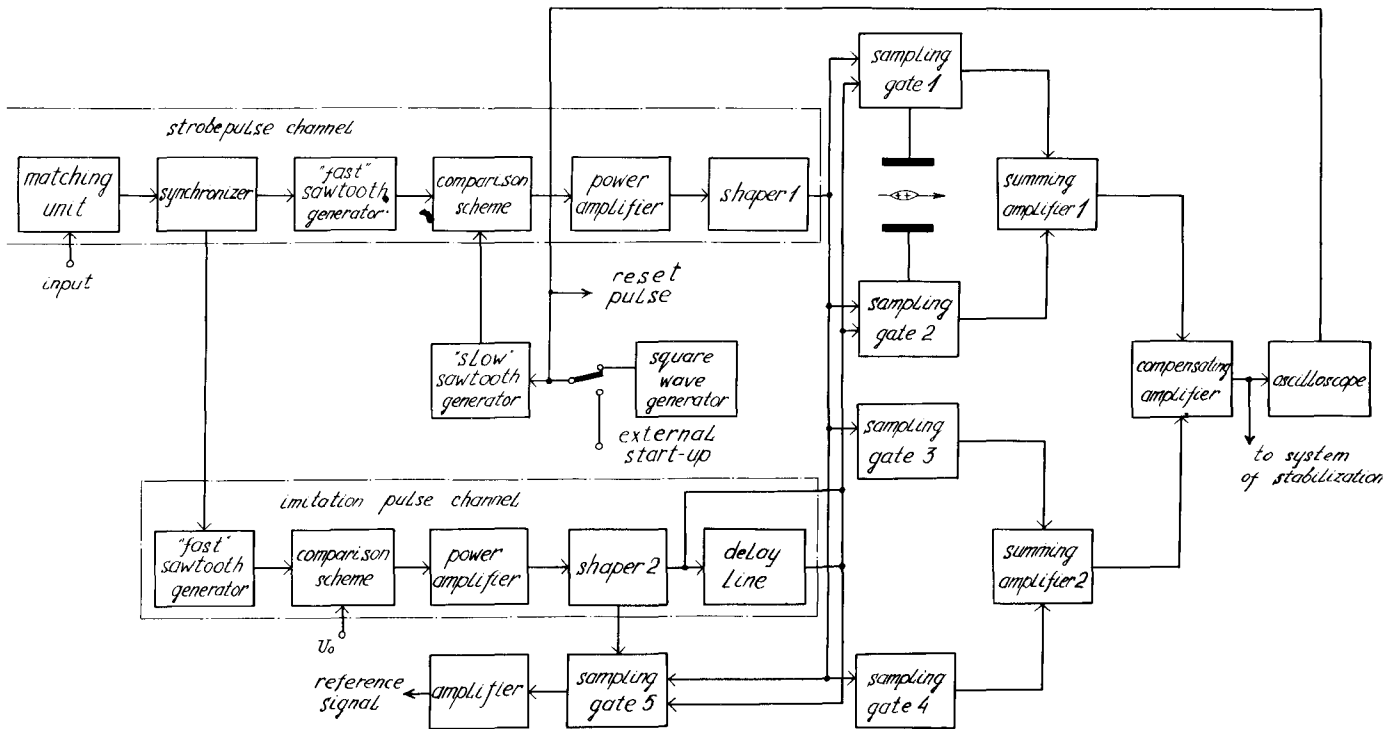 sampling
gate 1
strobepulse channel
matching
unit
synchronizer
"fast"
sawtooth
generator
comparison
scheme
power
amplifier
shaper 1
++
summing
amplifier 1
input
reset
pulse
sampling
gate 2
"slow"
sawtooth
generator
square
wave
generator
compensating
amplifier
oscilloscope
external
start-up
sampling
gate 3
to system
of stabilization
imitation pulse channel
"fast"
sawtooth
generator
comparison
scheme
power
amplifier
shaper 2
delay
line
summing
amplifier 2
U₀
reference
signal
amplifier
sampling
gate 5
sampling
gate 4